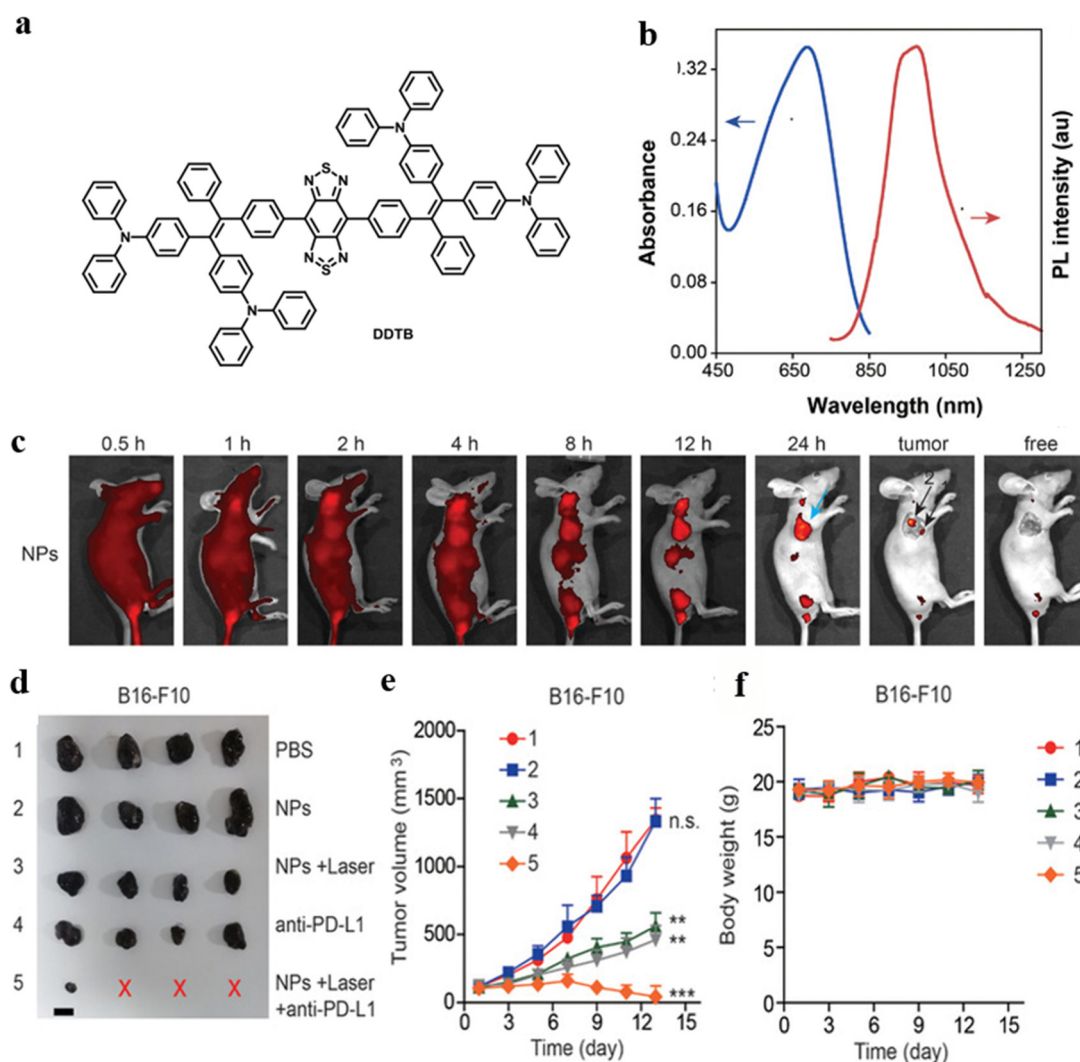 a
S
N N
N N
S
N
N
N
N
DDTB
b
Absorbance
0.32
0.24
0.16
0.08
0.00
450 650 850 1050 1250
Wavelength (nm)
PL intensity (au)
c
0.5 h 1 h 2 h 4 h 8 h 12 h 24 h tumor free
NPs
2 1
d
B16-F10
1 PBS
2 NPs
3 NPs +Laser
4 anti-PD-L1
5 X X X NPs +Laser
+anti-PD-L1
e
B16-F10
Tumor volume (mm³)
2000
1500
1000
500
0
0 3 6 9 12 15
Time (day)
1
2
3
4
5
n.s.
**
**
***
f
B16-F10
Body weight (g)
25
20
15
10
5
0
0 3 6 9 12 15
Time (day)
1
2
3
4
5